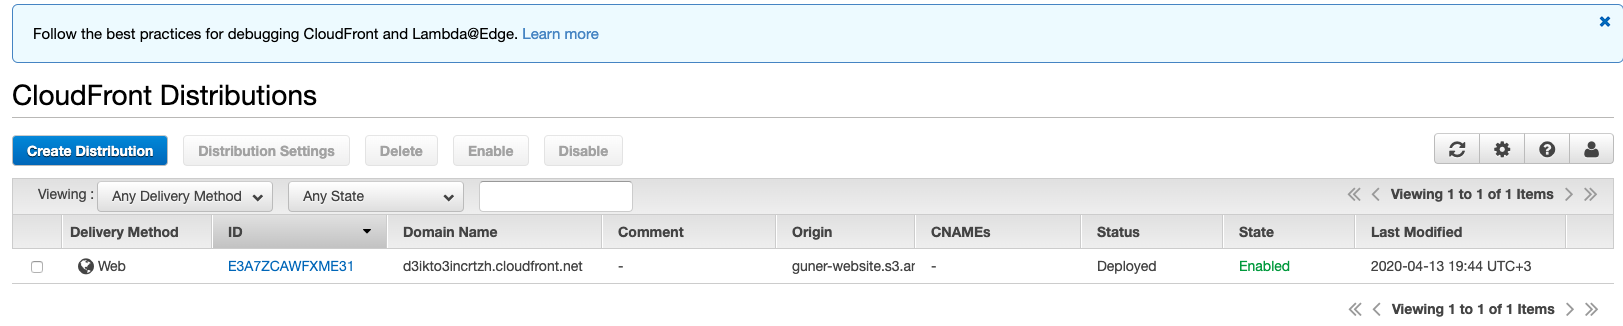 Follow the best practices for debugging CloudFront and Lambda@Edge. Learn more
CloudFront Distributions
Create Distribution Distribution Settings Delete Enable Disable
Viewing : Any Delivery Method Any State Viewing 1 to 1 of 1 Items
Delivery Method ID Domain Name Comment Origin CNAMEs Status State Last Modified
Web E3A7ZCAWFXME31 d3ikto3incrtzh.cloudfront.net - guner-website.s3.ar - Deployed Enabled 2020-04-13 19:44 UTC+3
Viewing 1 to 1 of 1 Items